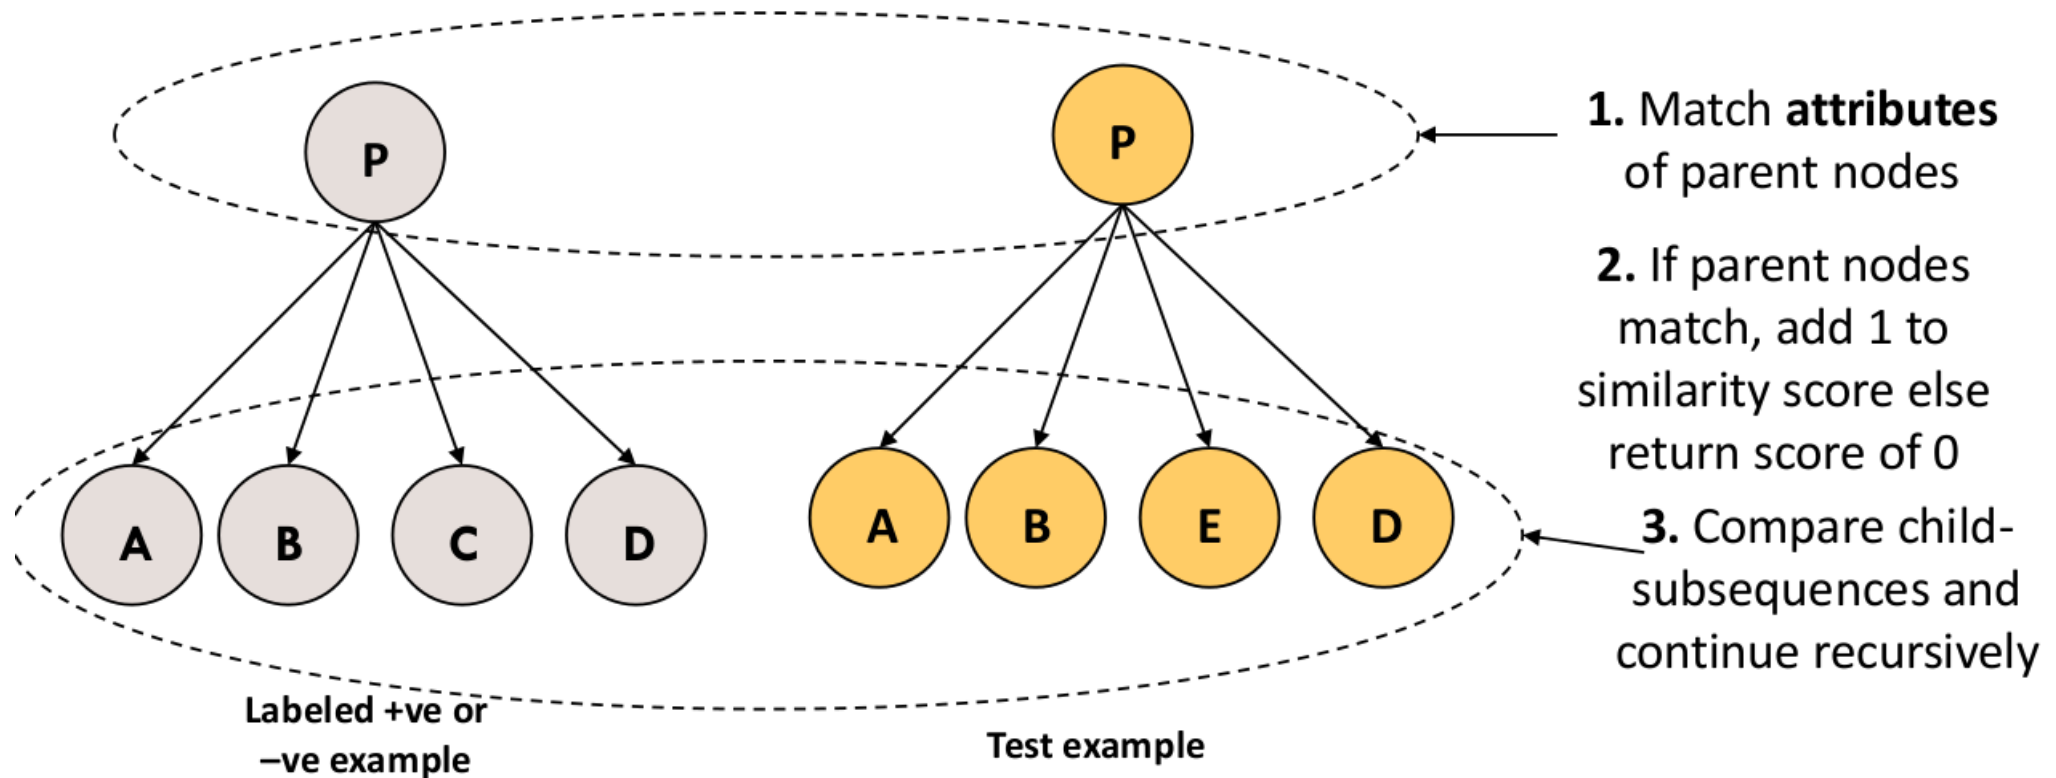 P
P
1. Match attributes
of parent nodes
2. If parent nodes
match, add 1 to
similarity score else
return score of 0
A B C D
A B E D
3. Compare child-
subsequences and
continue recursively
Labeled +ve or
–ve example
Test example